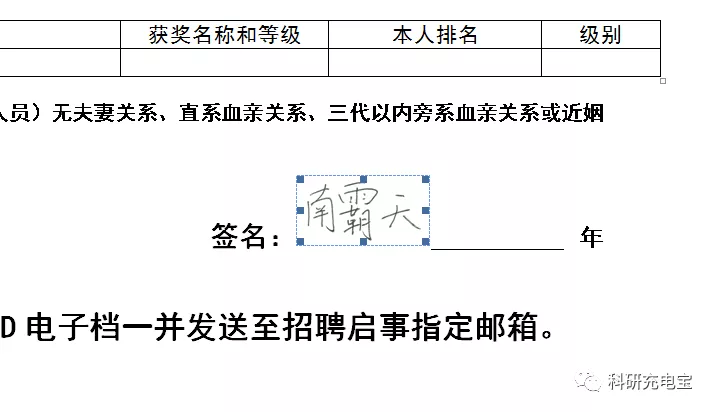 获奖名称和等级 本人排名 级别
人员）无夫妻关系、直系血亲关系、三代以内旁系血亲关系或近姻
签名：南霸天 年
D电子档一并发送至招聘启事指定邮箱。
科研充电宝